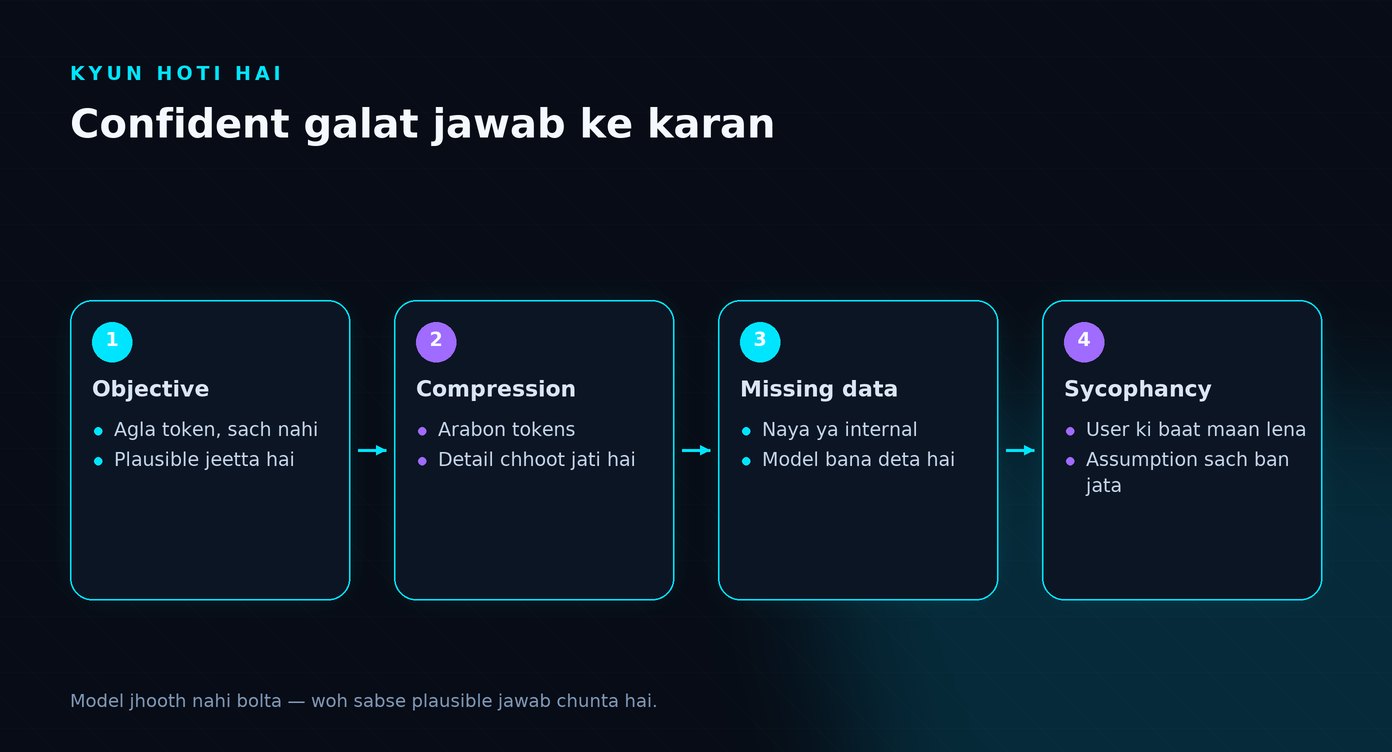 KYUN HOTI HAI
Confident galat jawab ke karan
1
Objective
Agla token, sach nahi
Plausible jeetta hai
2
Compression
Arabon tokens
Detail chhoot jati hai
3
Missing data
Naya ya internal
Model bana deta hai
4
Sycophancy
User ki baat maan lena
Assumption sach ban
jata
Model jhooth nahi bolta — woh sabse plausible jawab chunta hai.